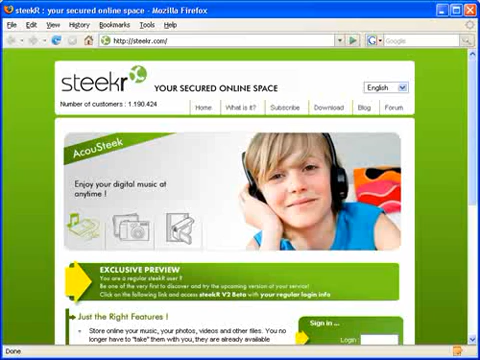 steekR : your secured online space - Mozilla Firefox
File Edit View History Bookmarks Tools Help
http://steekr.com/
Google
steekr YOUR SECURED ONLINE SPACE
English
Number of customers : 1.190.424
Home What is it? Subscribe Download Blog Forum
AcouSteek
Enjoy your digital music at
anytime !
EXCLUSIVE PREVIEW
You are a regular steekR user ?
Be one of the very first to discover and try the upcoming version of your service!
Click on the following link and access steekR V2 Beta with your regular login info
Just the Right Features !
Store online your music, your photos, videos and other files. You no
longer have to "take" them with you, they are already available
Sign in ...
Login
Done